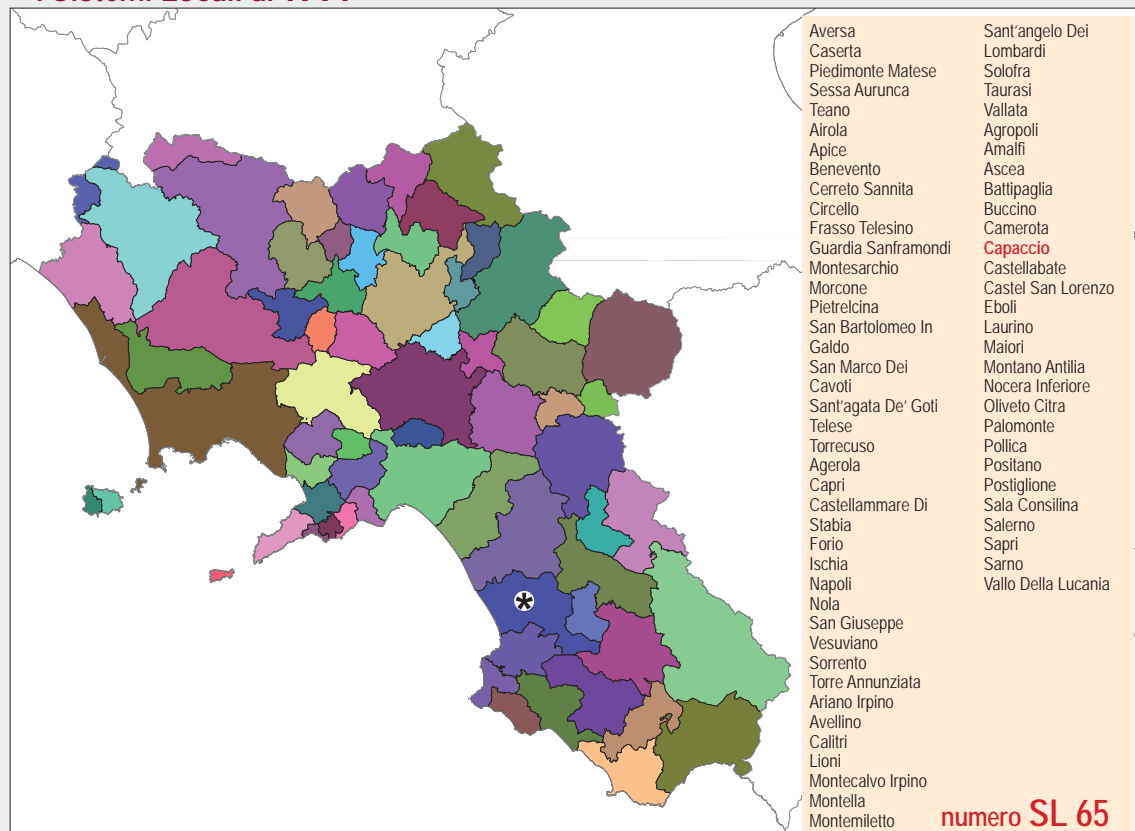 Aversa
Caserta
Piedimonte Matese
Sessa Aurunca
Teano
Airola
Apice
Benevento
Cerreto Sannita
Circello
Frasso Telesino
Guardia Sanframondi
Montesarchio
Morcone
Pietrelcina
San Bartolomeo In
Galdo
San Marco Dei
Cavoti
Sant'agata De' Goti
Telese
Torrecuso
Agerola
Capri
Castellammare Di
Stabia
Forio
Ischia
Napoli
Nola
San Giuseppe
Vesuviano
Sorrento
Torre Annunziata
Ariano Irpino
Avellino
Calitri
Lioni
Montecalvo Irpino
Montella
Montemiletto
Sant'angelo Dei
Lombardi
Solofra
Taurasi
Vallata
Agropoli
Amalfi
Ascea
Battipaglia
Buccino
Camerota
Capaccio
Castellabate
Castel San Lorenzo
Eboli
Laurino
Maiori
Montano Antilia
Nocera Inferiore
Oliveto Citra
Palomonte
Pollica
Positano
Postiglione
Sala Consilina
Salerno
Sapri
Sarno
Vallo Della Lucania
numero SL 65